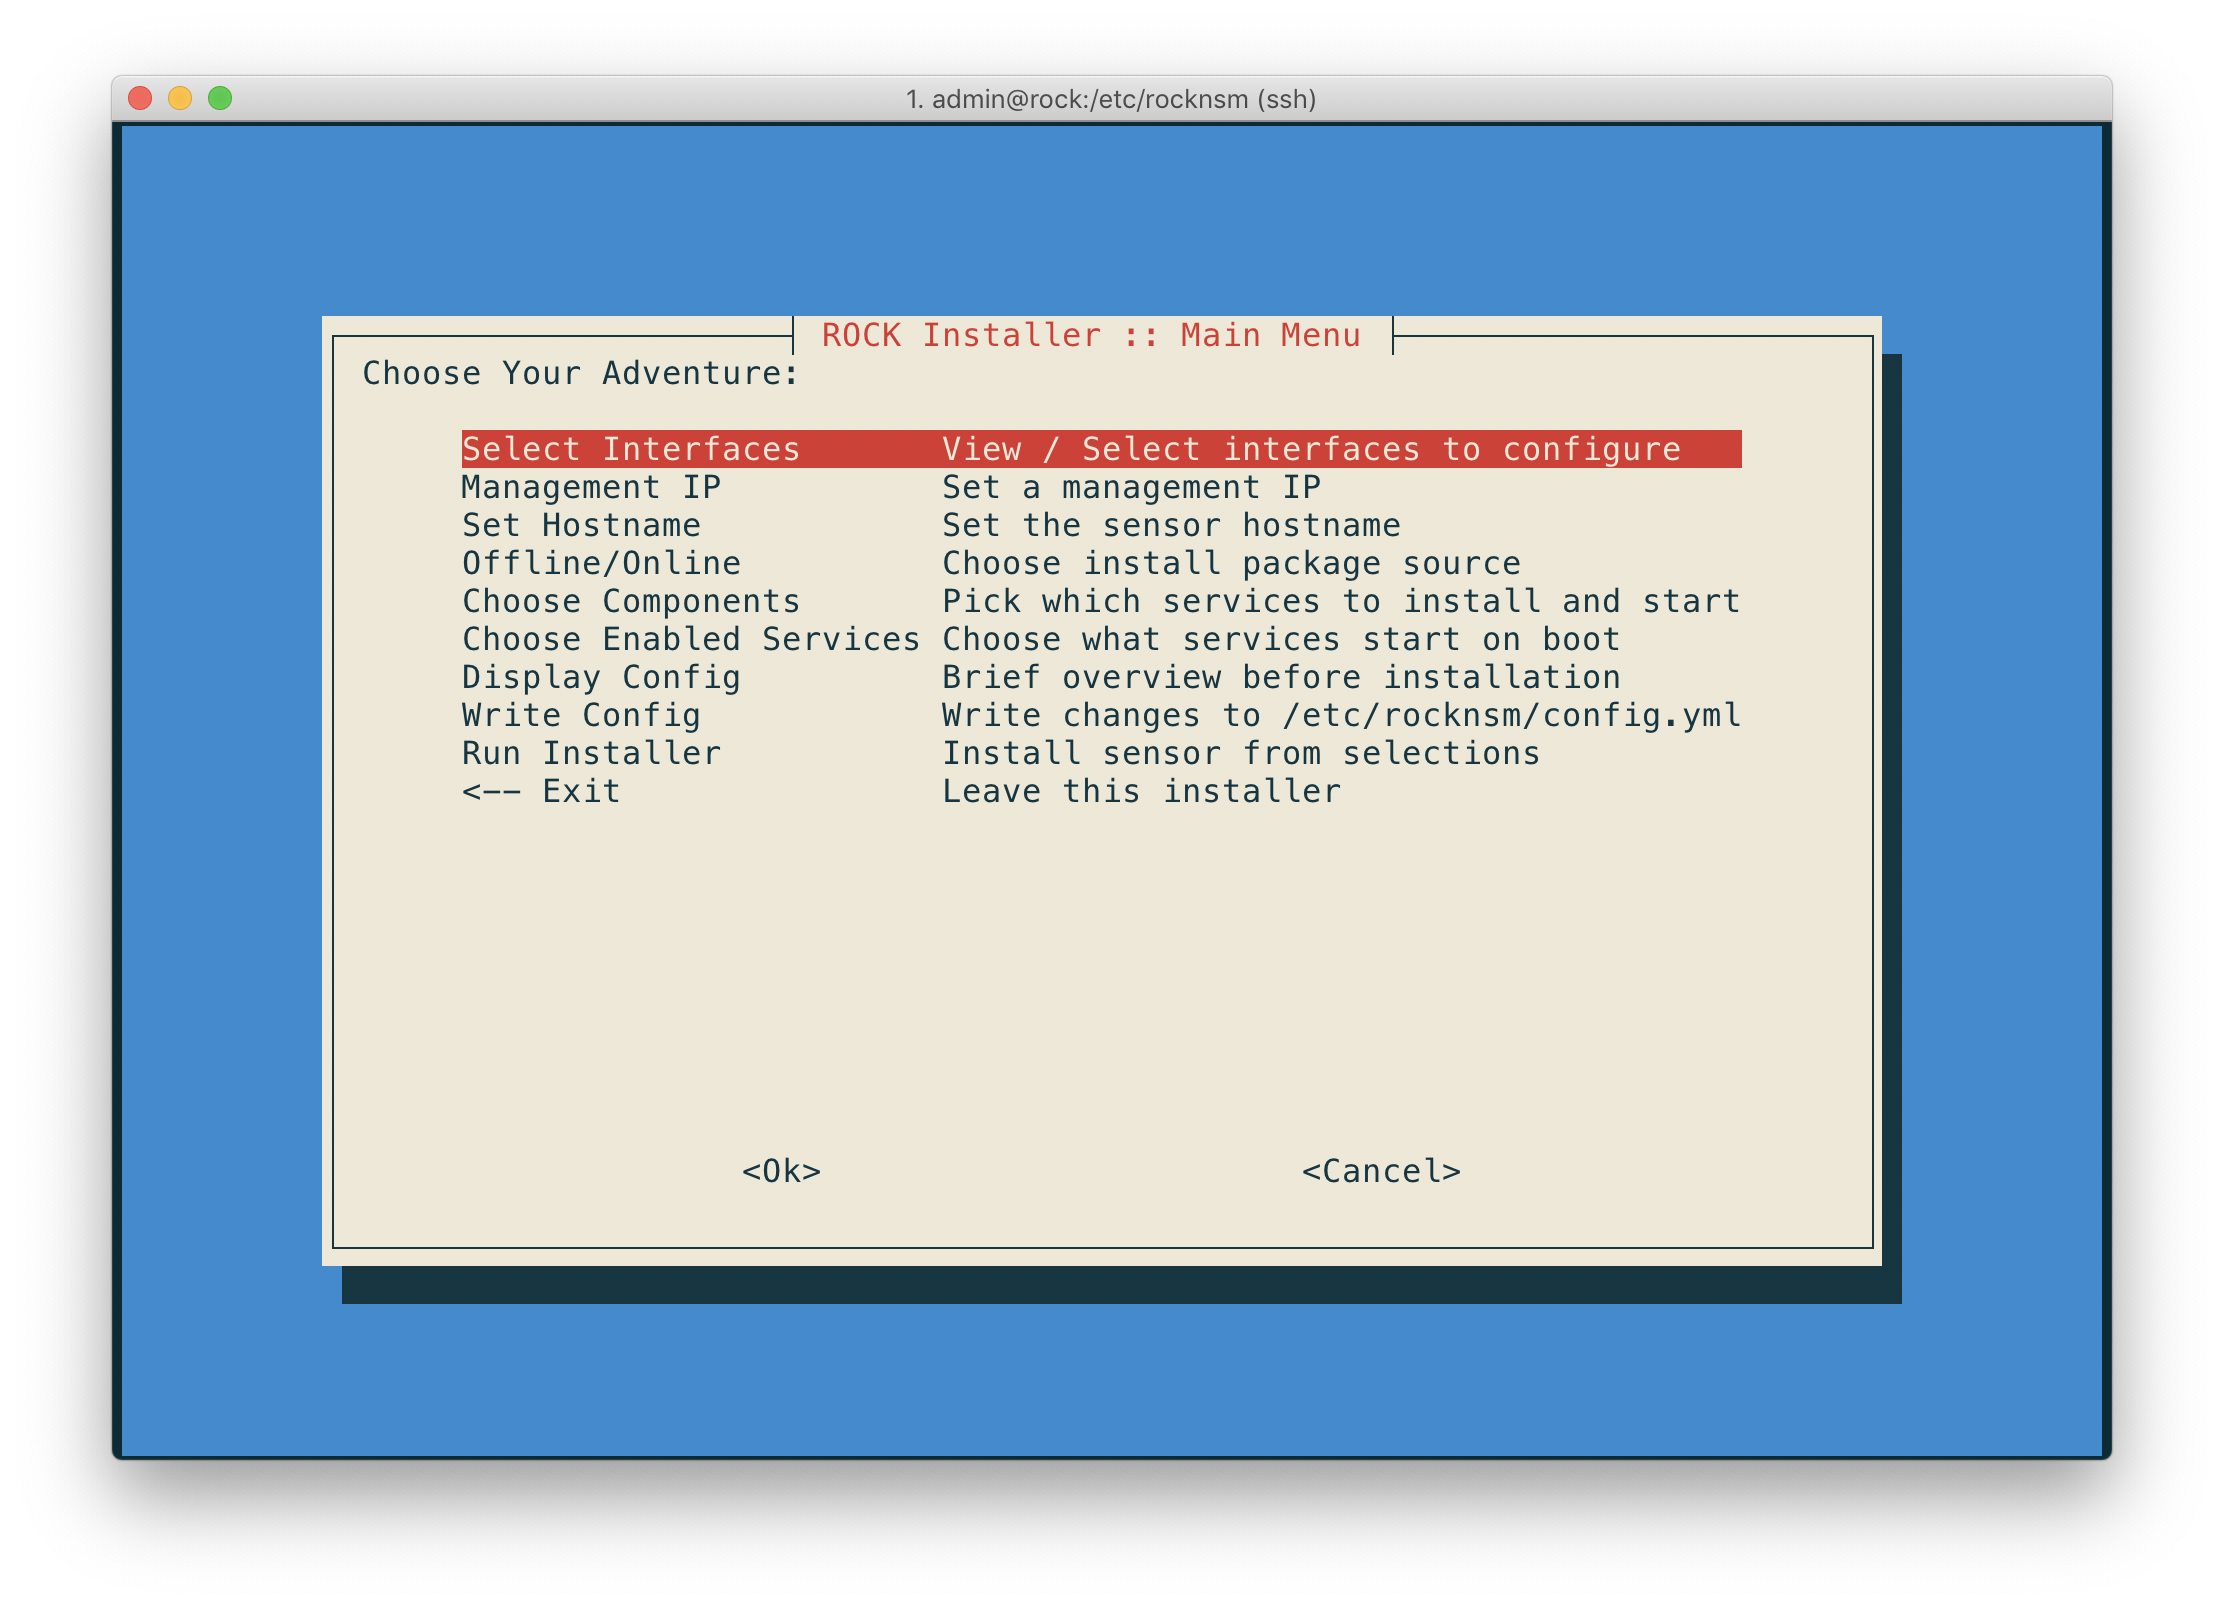 1. admin@rock:/etc/rocknsm (ssh)
ROCK Installer :: Main Menu
Choose Your Adventure:
Select Interfaces View / Select interfaces to configure
Management IP Set a management IP
Set Hostname Set the sensor hostname
Offline/Online Choose install package source
Choose Components Pick which services to install and start
Choose Enabled Services Choose what services start on boot
Display Config Brief overview before installation
Write Config Write changes to /etc/rocknsm/config.yml
Run Installer Install sensor from selections
<-- Exit Leave this installer
<Ok> <Cancel>